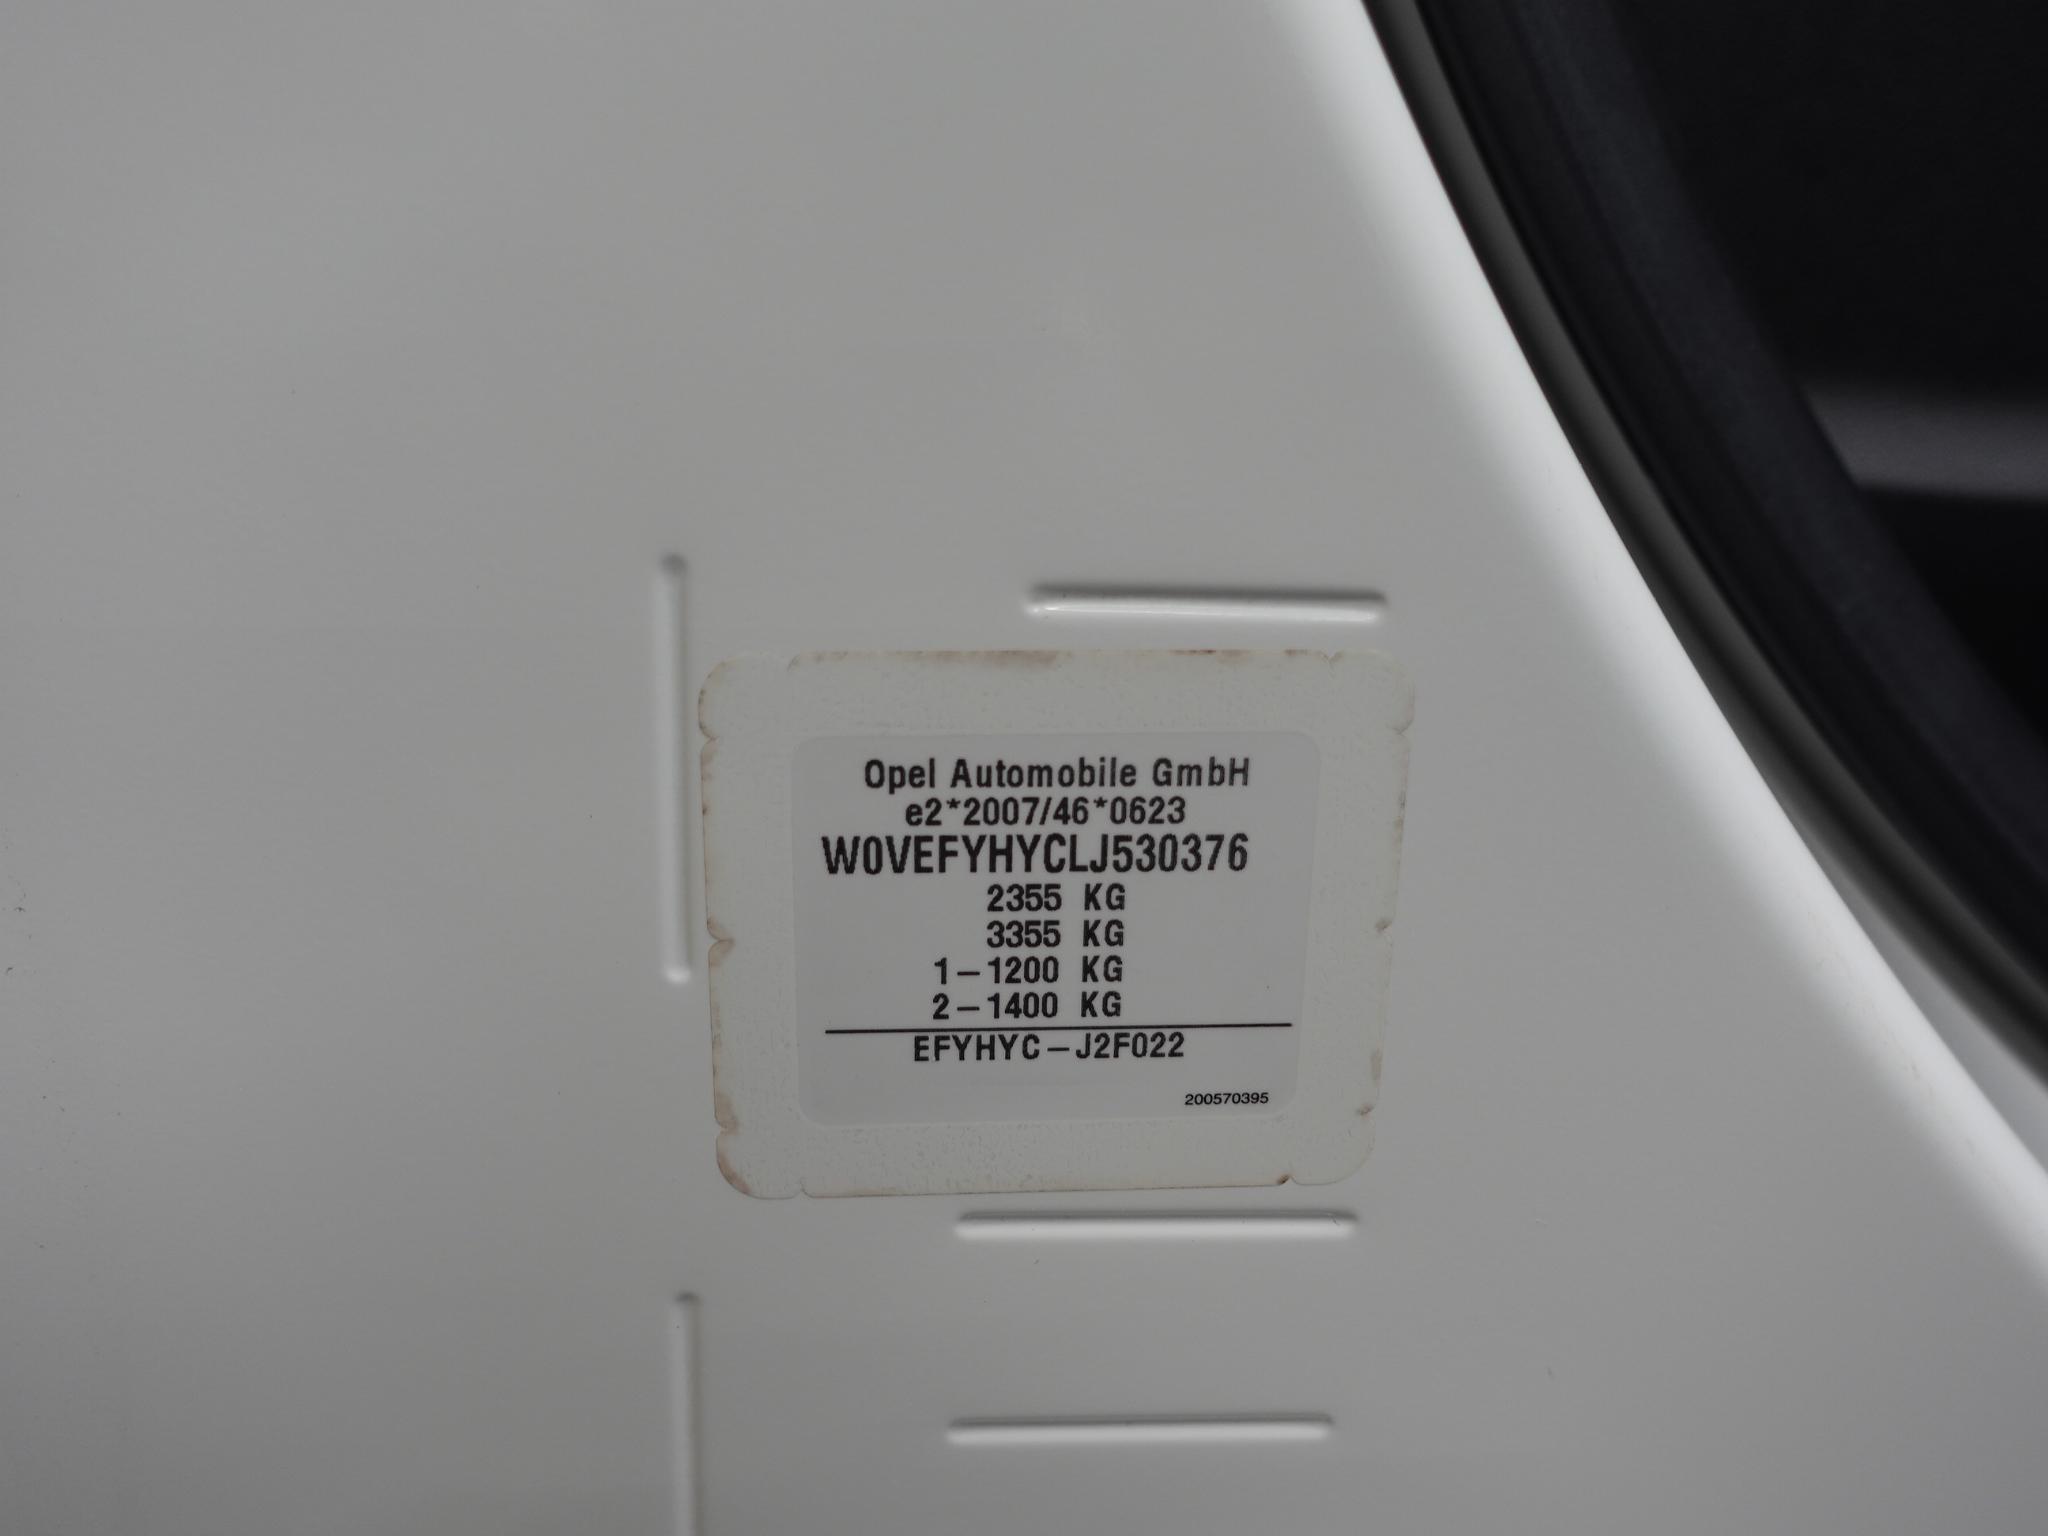 Opel Automobile GmbH
e2*2007/46*0623
W0VEFYHYCLJ530376
2355 KG
3355 KG
1-1200 KG
2-1400 KG
EFYHYC-J2F022
200570395